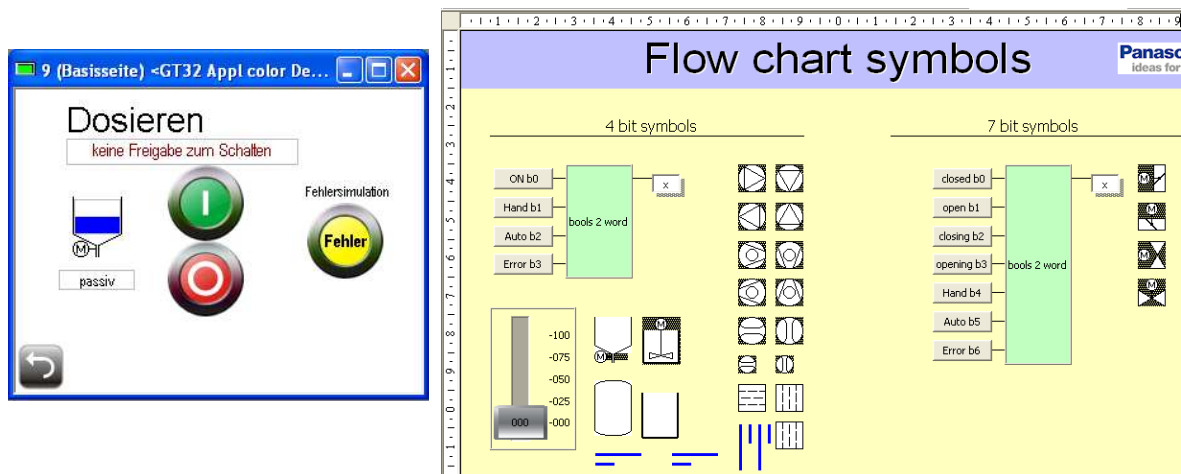 9 (Basisseite) <GT32 Appl color De...
Dosieren
keine Freigabe zum Schalten
Fehlersimulation
Fehler
M
passiv
Flow chart symbols
Panaso
ideas for
4 bit symbols
7 bit symbols
ON b0
Hand b1
Auto b2
Error b3
bools 2 word
x
closed b0
open b1
closing b2
opening b3
Hand b4
Auto b5
Error b6
bools 2 word
x
M
M
M
M
-100
-075
-050
-025
-000
000
M
M